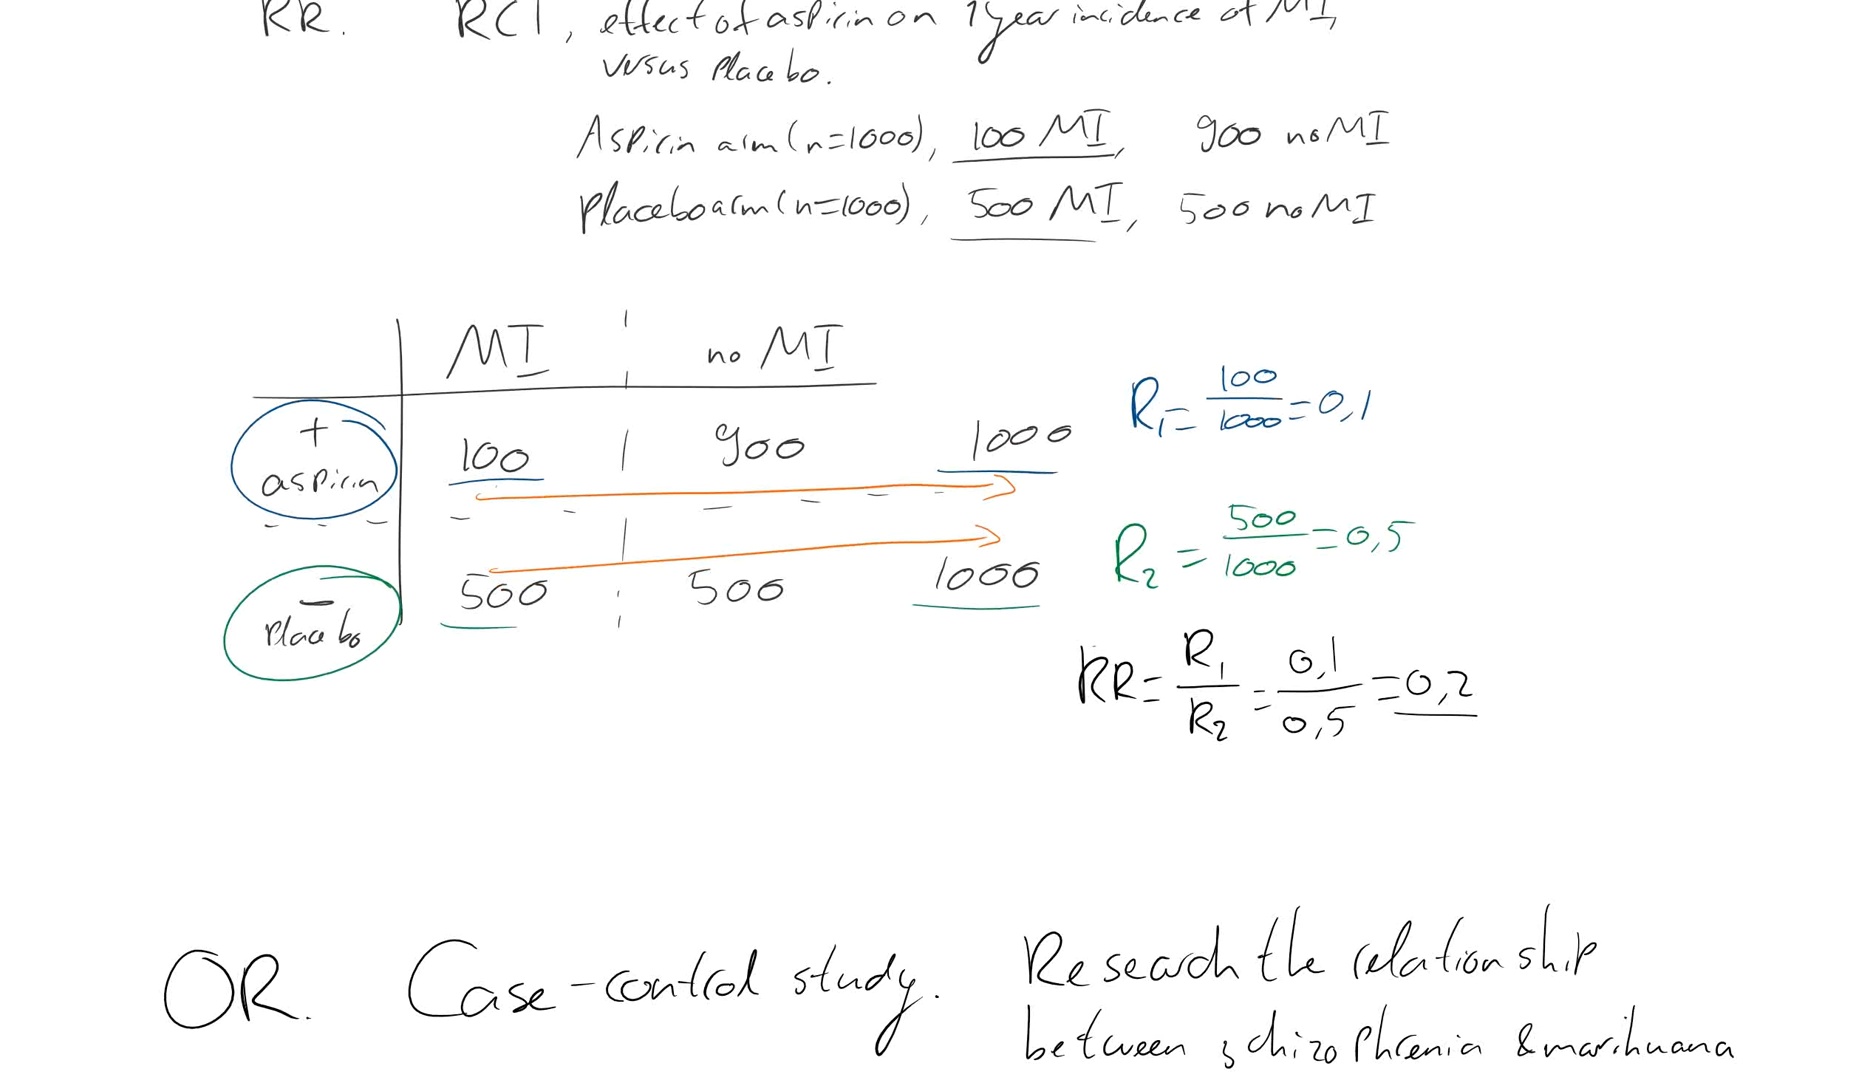 RR. RCT, effect of aspirin on 1 year incidence of MI,
versus placebo.
Aspirin arm (n=1000), 100 MI, 900 no MI
placebo arm (n=1000), 500 MI, 500 no MI
MI no MI
+ aspirin 100 900 1000 R₁ = 100/1000 = 0,1
- placebo 500 500 1000 R₂ = 500/1000 = 0,5
RR = R₁/R₂ = 0,1/0,5 = 0,2
OR. Case-control study. Research the relationship
between schizophrenia & marihuana